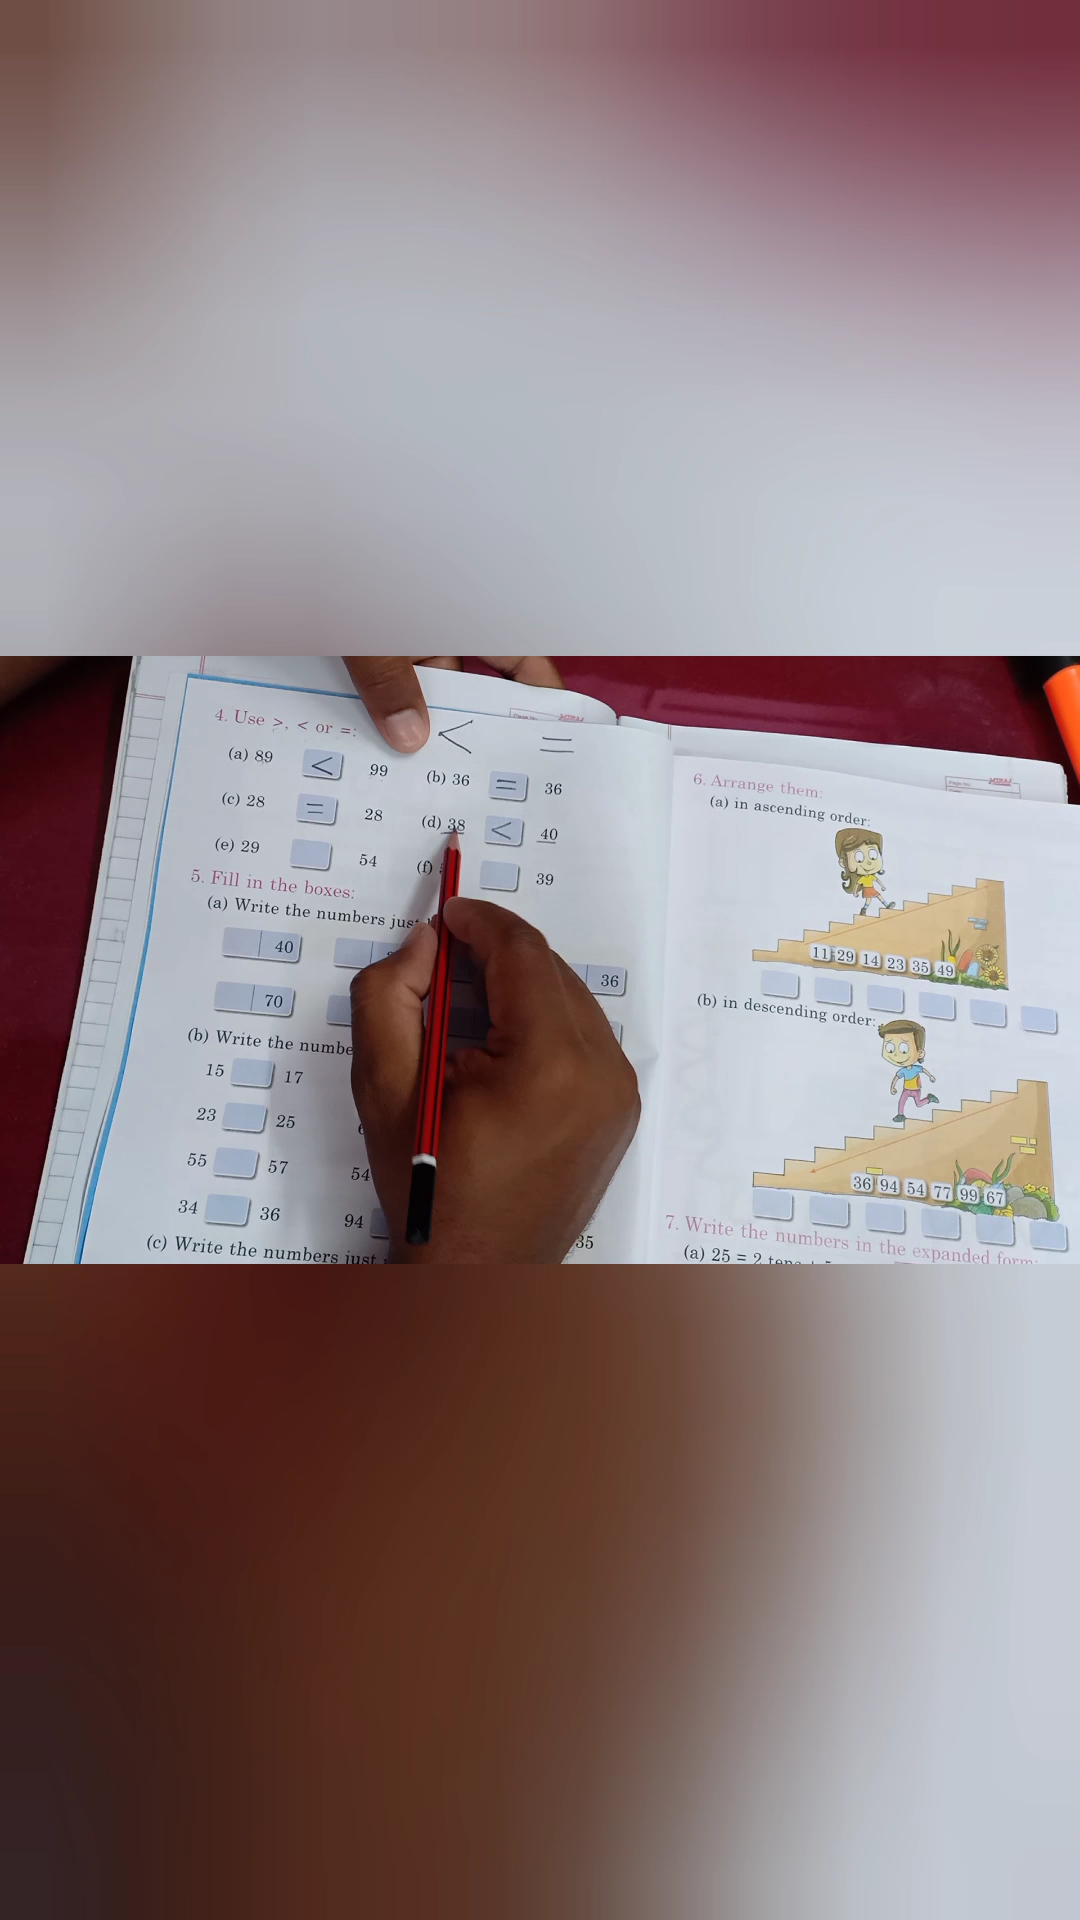 4. Use >, < or =:
< =
(a) 89 < 99
(b) 36 = 36
(c) 28 = 28
(d) 38 < 40
(e) 29 54
(f) 39
5. Fill in the boxes:
(a) Write the numbers just
40
36
70
(b) Write the numbe
15 17
23 25
55 57 54
34 36 94
35
(c) Write the numbers just
6. Arrange them:
(a) in ascending order:
11 29 14 23 35 49
(b) in descending order:
36 94 54 77 99 67
7. Write the numbers in the expanded form:
(a) 25 = 2 tens +